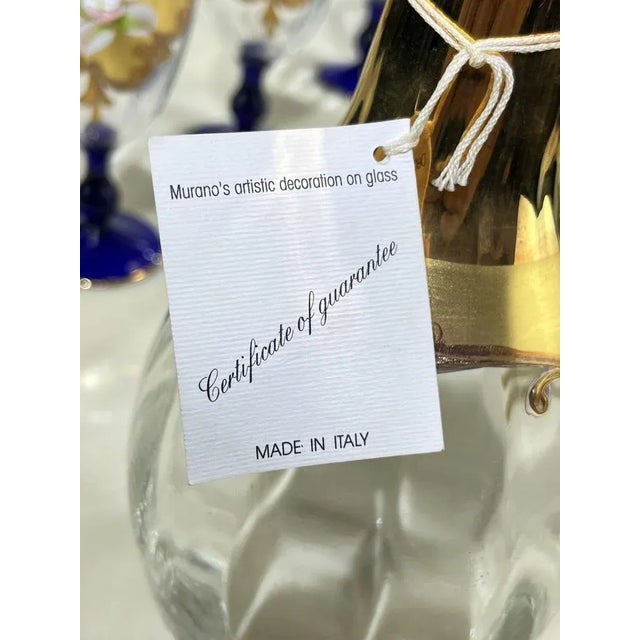 Murano's artistic decoration on glass
Certificate of guarantee
MADE IN ITALY